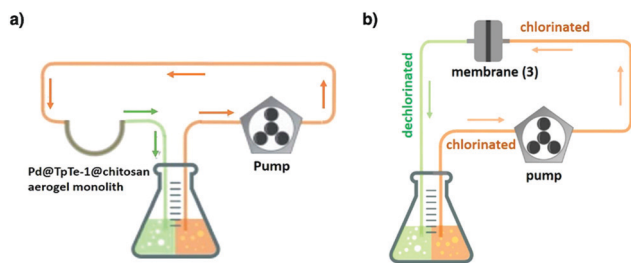 a)
Pd@TpTe-1@chitosan
aerogel monolith
Pump
b)
chlorinated
membrane (3)
dechlorinated
chlorinated
pump